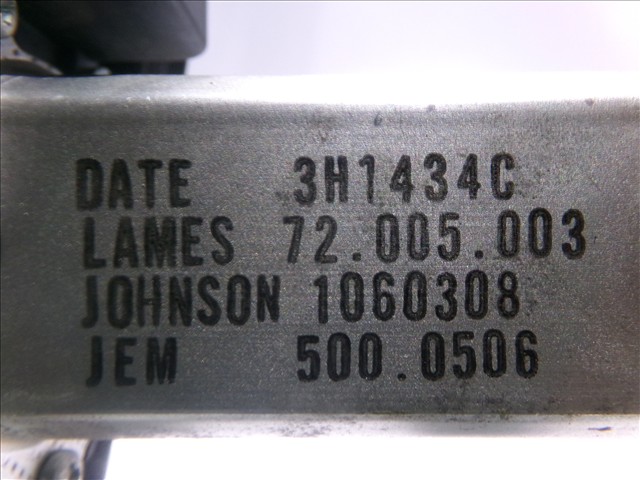 DATE 3H1434C
LAMES 72.005.003
JOHNSON 1060308
JEM 500.0506